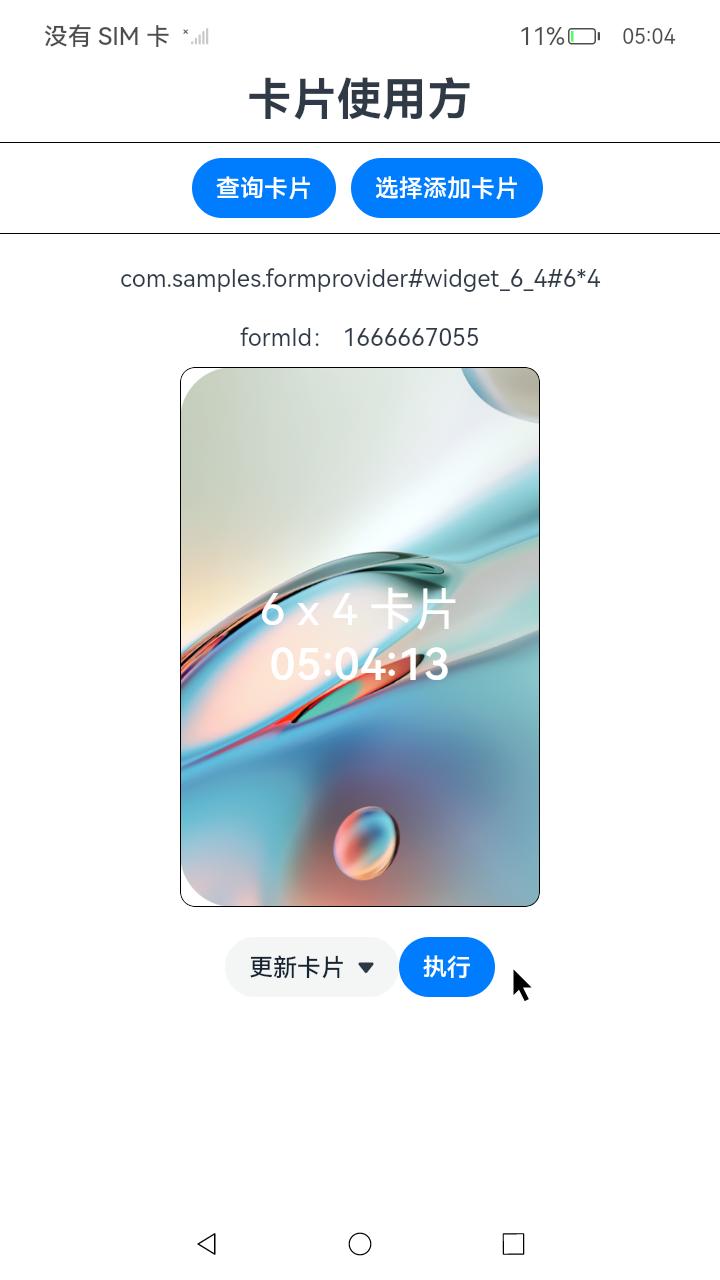 没有 SIM 卡
11%
05:04
卡片使用方
查询卡片
选择添加卡片
com.samples.formprovider#widget_6_4#6*4
formId： 1666667055
6 x 4 卡片
05:04:13
更新卡片
执行